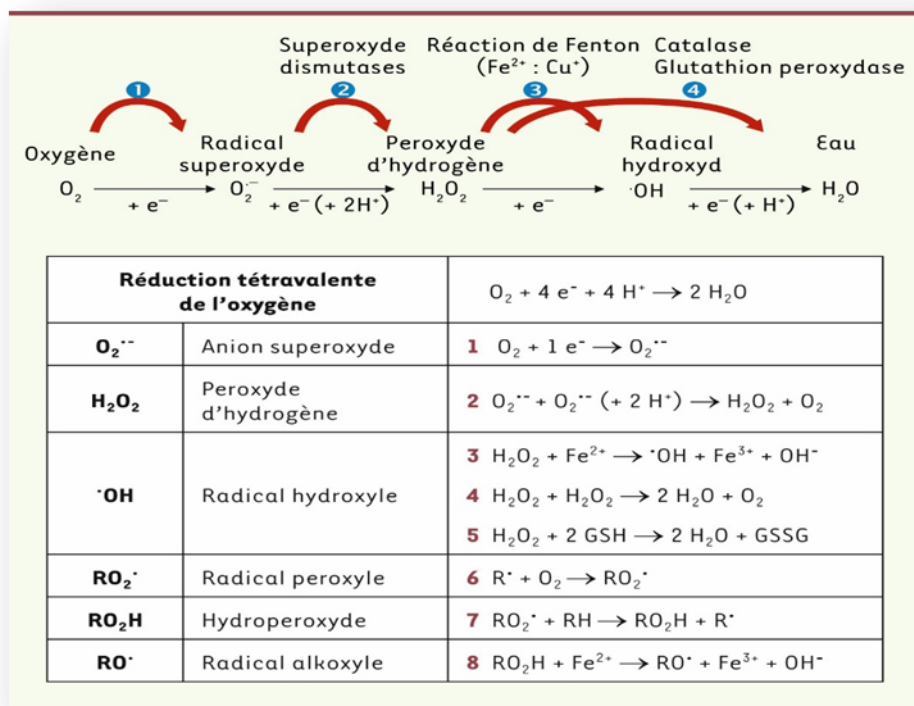 Superoxyde dismutases
Réaction de Fenton (Fe²⁺ : Cu⁺)
Catalase
Glutathion peroxydase
1
2
3
4
Oxygène
Radical superoxyde
Peroxyde d'hydrogène
Radical hydroxyd
Eau
O₂
+ e⁻
O₂·⁻
+ e⁻ (+ 2H⁺)
H₂O₂
+ e⁻
·OH
+ e⁻ (+ H⁺)
H₂O
Réduction tétravalente
de l'oxygène
O₂ + 4 e⁻ + 4 H⁺ → 2 H₂O
O₂·⁻
Anion superoxyde
1 O₂ + 1 e⁻ → O₂·⁻
H₂O₂
Peroxyde
d'hydrogène
2 O₂·⁻ + O₂·⁻ (+ 2 H⁺) → H₂O₂ + O₂
·OH
Radical hydroxyle
3 H₂O₂ + Fe²⁺ → ·OH + Fe³⁺ + OH⁻
4 H₂O₂ + H₂O₂ → 2 H₂O + O₂
5 H₂O₂ + 2 GSH → 2 H₂O + GSSG
RO₂·
Radical peroxyle
6 R· + O₂ → RO₂·
RO₂H
Hydroperoxyde
7 RO₂· + RH → RO₂H + R·
RO·
Radical alkoxyle
8 RO₂H + Fe²⁺ → RO· + Fe³⁺ + OH⁻